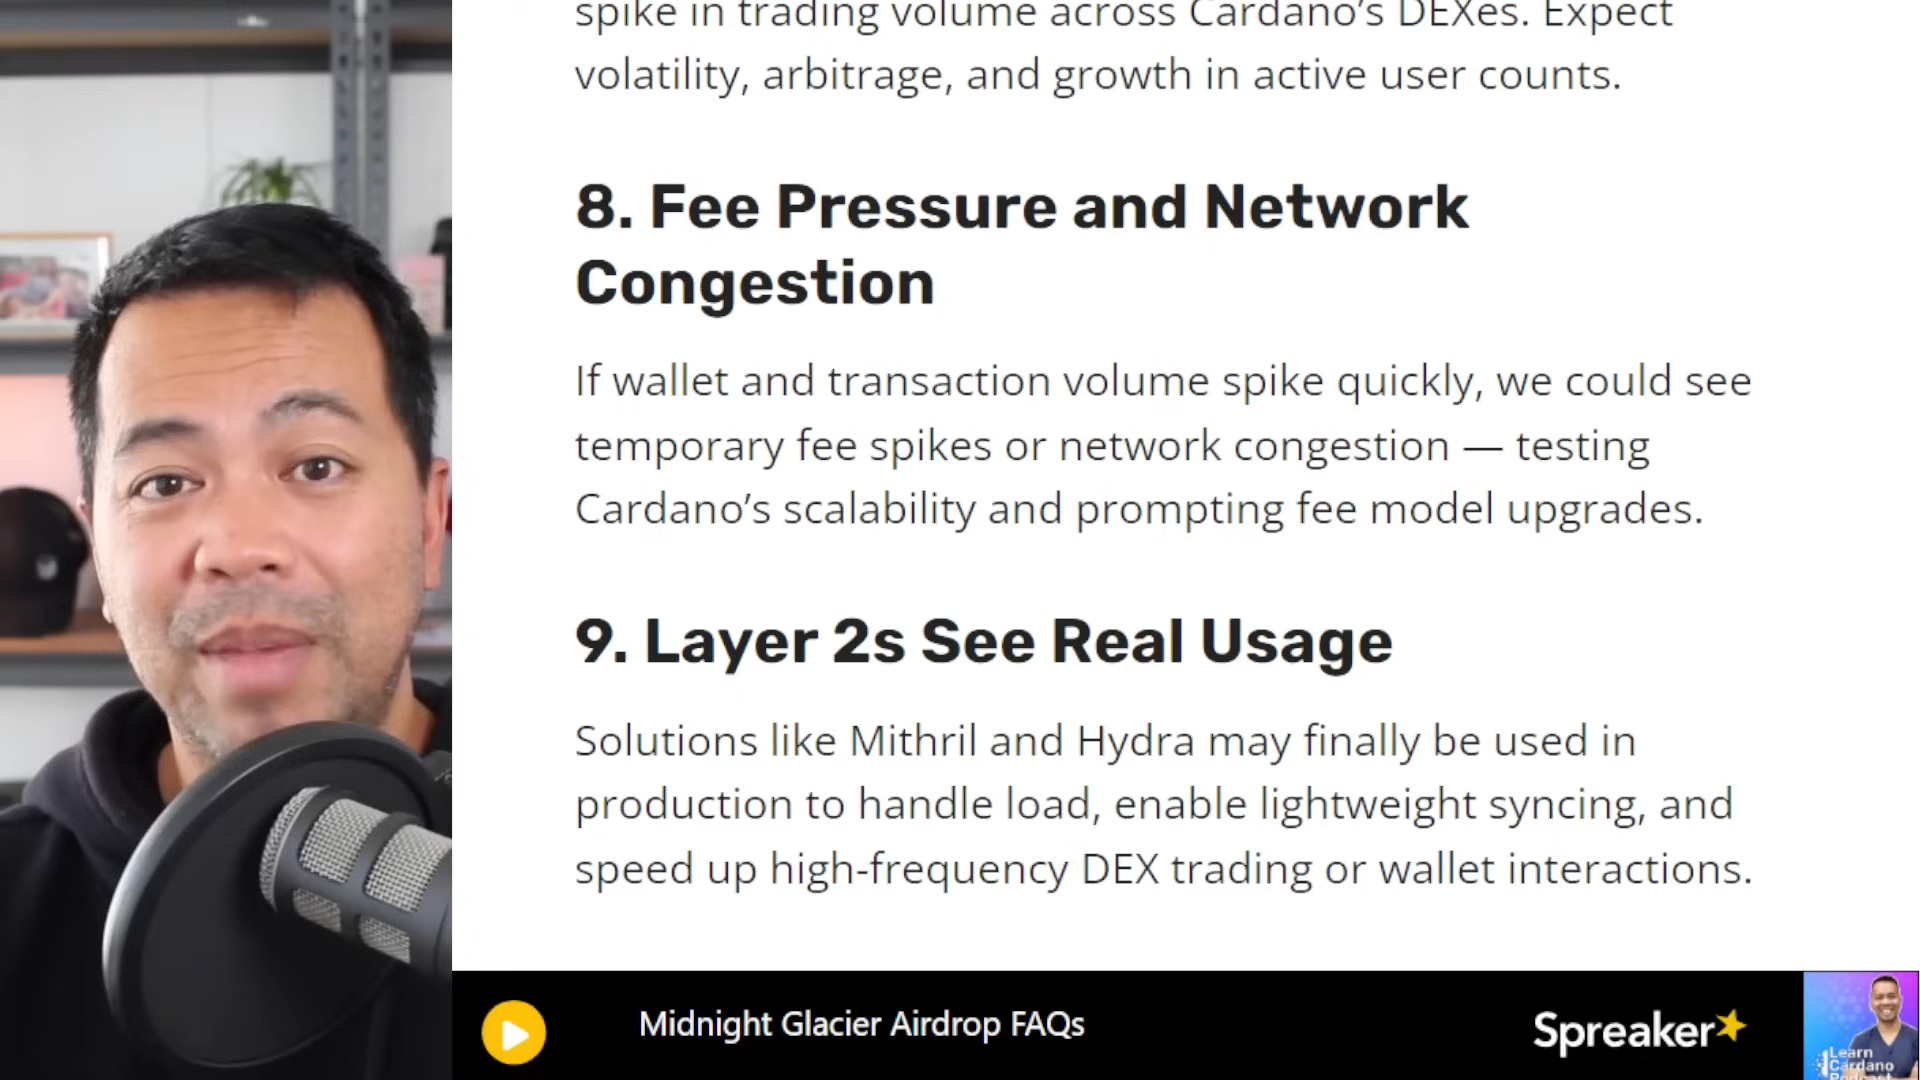 spike in trading volume across Cardano’s DEXes. Expect
volatility, arbitrage, and growth in active user counts.
8. Fee Pressure and Network
Congestion
If wallet and transaction volume spike quickly, we could see
temporary fee spikes or network congestion — testing
Cardano’s scalability and prompting fee model upgrades.
9. Layer 2s See Real Usage
Solutions like Mithril and Hydra may finally be used in
production to handle load, enable lightweight syncing, and
speed up high-frequency DEX trading or wallet interactions.
Midnight Glacier Airdrop FAQs
Spreaker
Learn
Cardano
Podcast